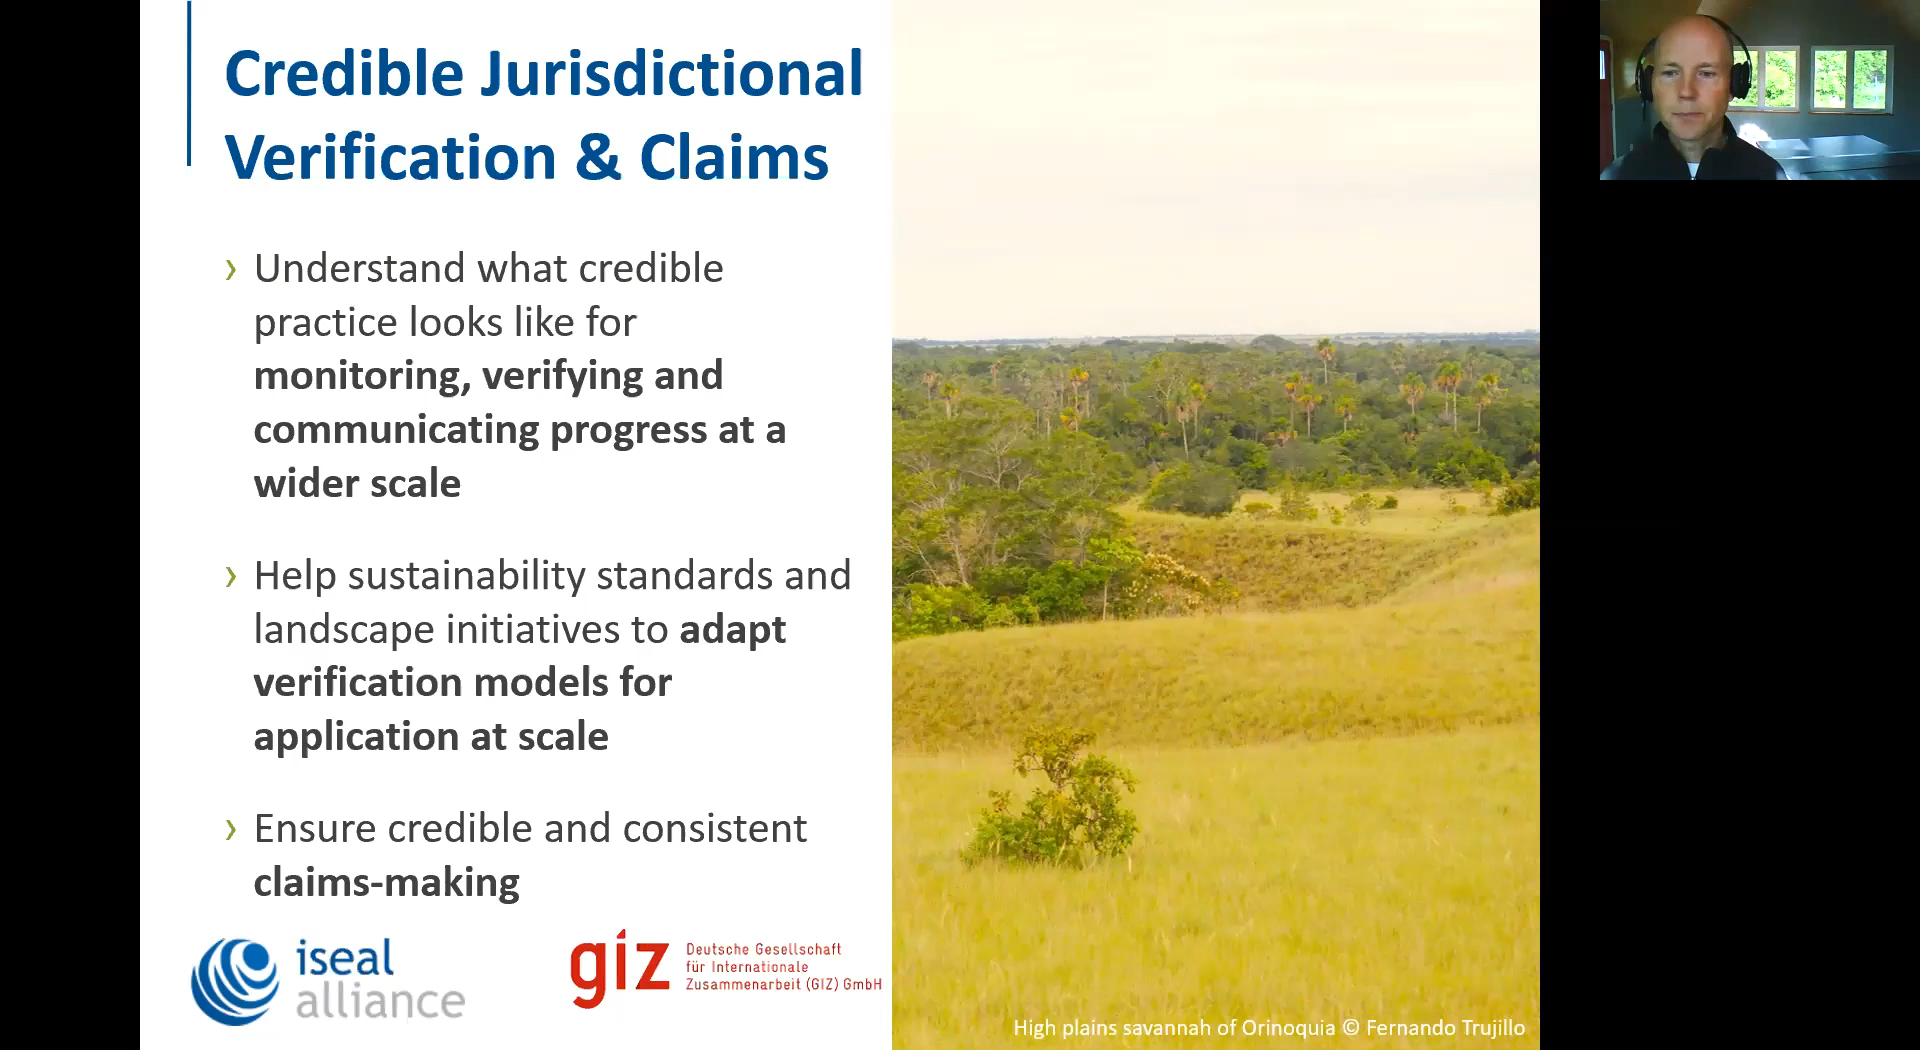 Credible Jurisdictional
Verification & Claims
› Understand what credible
practice looks like for
monitoring, verifying and
communicating progress at a
wider scale
› Help sustainability standards and
landscape initiatives to adapt
verification models for
application at scale
› Ensure credible and consistent
claims-making
iseal
alliance
giz
Deutsche Gesellschaft
für Internationale
Zusammenarbeit (GIZ) GmbH
High plains savannah of Orinoquia © Fernando Trujillo